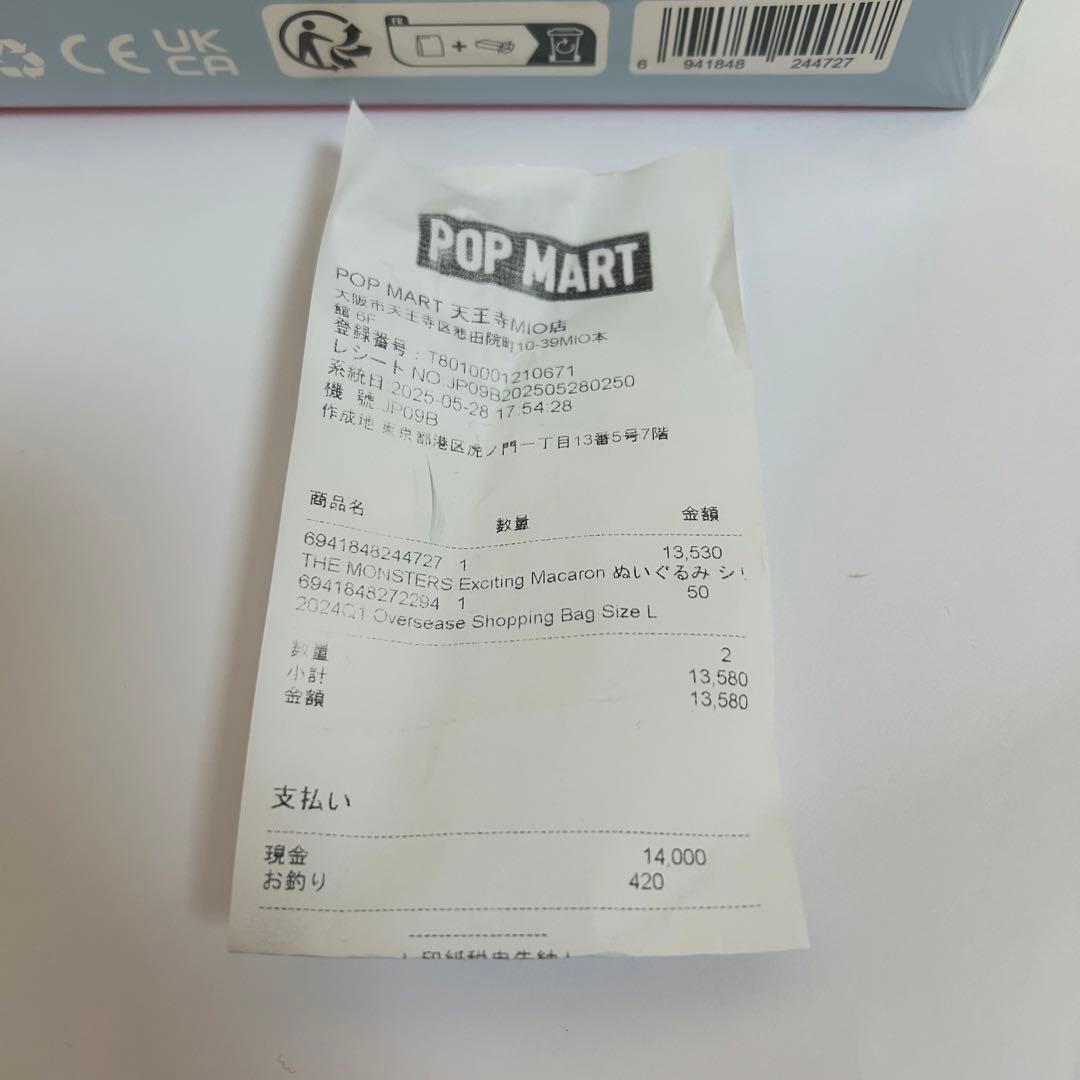 CE UK
CA
FR
6 941848 244727
POP MART
POP MART 天王寺MIO店
大阪市天王寺区悲田院町10-39MIO本
館 6F
登録番号：T8010001210671
レシート NO.JP09B202505280250
系統日 2025-05-28 17:54:28
機 號 JP09B
作成地 東京都港区虎ノ門一丁目13番5号7階
商品名 数量 金額
6941848244727 1 13,530
THE MONSTERS Exciting Macaron ぬいぐるみ シ
6941848272294 1 50
2024Q1 Oversease Shopping Bag Size L
数量 2
小計 13,580
金額 13,580
支払い
現金 14,000
お釣り 420